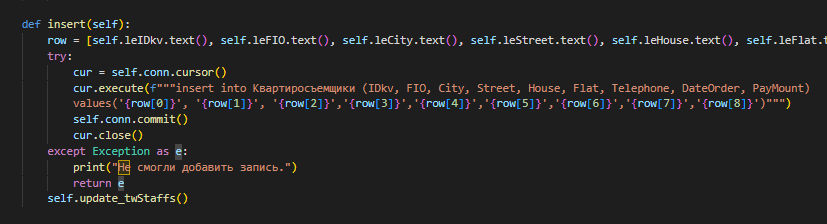 def insert(self):
row = [self.leIDkv.text(), self.leFIO.text(), self.leCity.text(), self.leStreet.text(), self.leHouse.text(), self.leFlat.t
try:
cur = self.conn.cursor()
cur.execute(f"""insert into Квартиросъемщики (IDkv, FIO, City, Street, House, Flat, Telephone, DateOrder, PayMount)
values('{row[0]}', '{row[1]}', '{row[2]}','{row[3]}','{row[4]}','{row[5]}','{row[6]}','{row[7]}','{row[8]}')""")
self.conn.commit()
cur.close()
except Exception as e:
print("Не смогли добавить запись.")
return e
self.update_twStaffs()